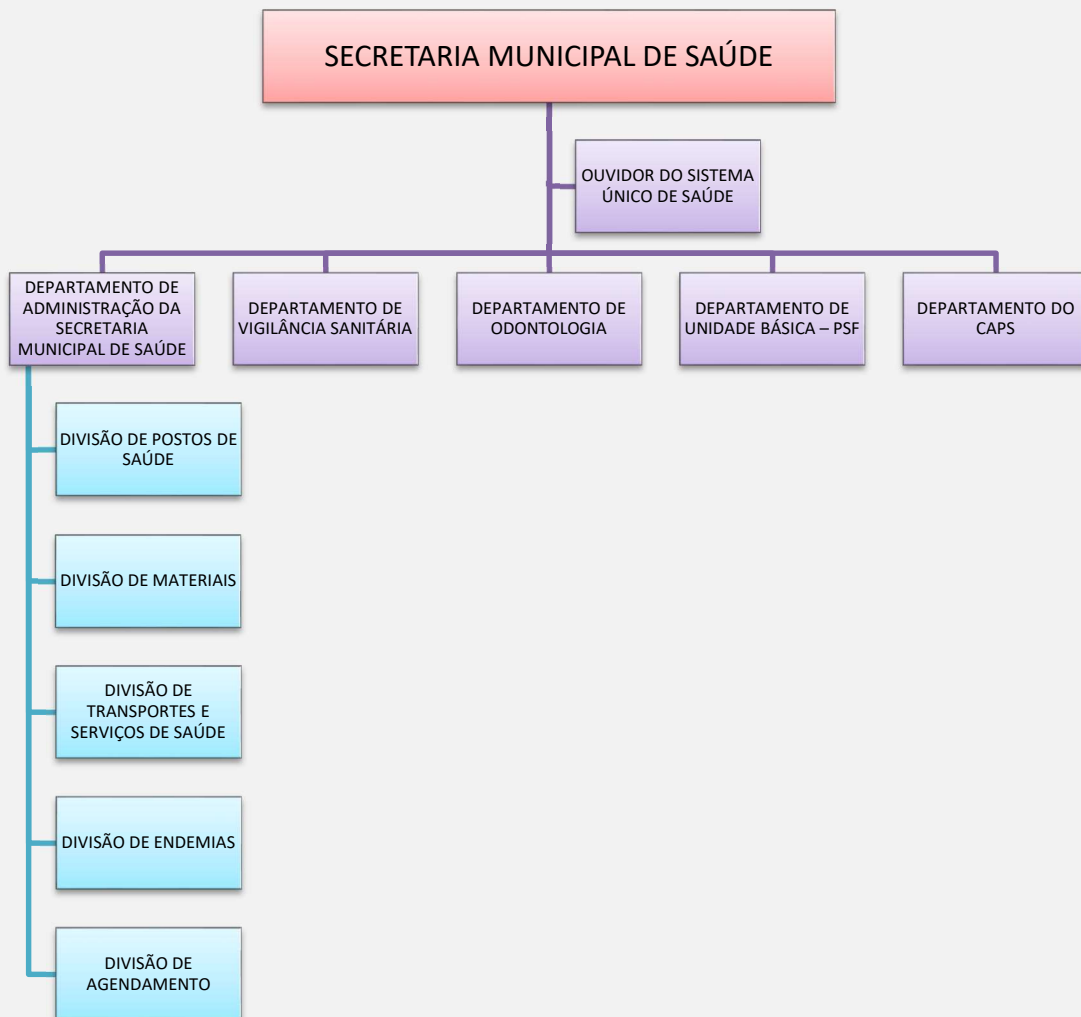 SECRETARIA MUNICIPAL DE SAÚDE
OUVIDOR DO SISTEMA
ÚNICO DE SAÚDE
DEPARTAMENTO DE
ADMINISTRAÇÃO DA
SECRETARIA
MUNICIPAL DE SAÚDE
DEPARTAMENTO DE
VIGILÂNCIA SANITÁRIA
DEPARTAMENTO DE
ODONTOLOGIA
DEPARTAMENTO DE
UNIDADE BÁSICA – PSF
DEPARTAMENTO DO
CAPS
DIVISÃO DE POSTOS DE
SAÚDE
DIVISÃO DE MATERIAIS
DIVISÃO DE
TRANSPORTES E
SERVIÇOS DE SAÚDE
DIVISÃO DE ENDEMIAS
DIVISÃO DE
AGENDAMENTO